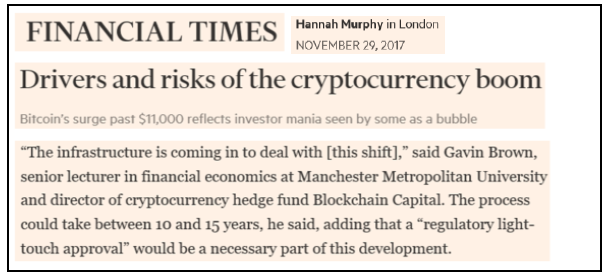 FINANCIAL TIMES
Hannah Murphy in London
NOVEMBER 29, 2017
Drivers and risks of the cryptocurrency boom
Bitcoin's surge past $11,000 reflects investor mania seen by some as a bubble
“The infrastructure is coming in to deal with [this shift],” said Gavin Brown,
senior lecturer in financial economics at Manchester Metropolitan University
and director of cryptocurrency hedge fund Blockchain Capital. The process
could take between 10 and 15 years, he said, adding that a “regulatory light-
touch approval” would be a necessary part of this development.